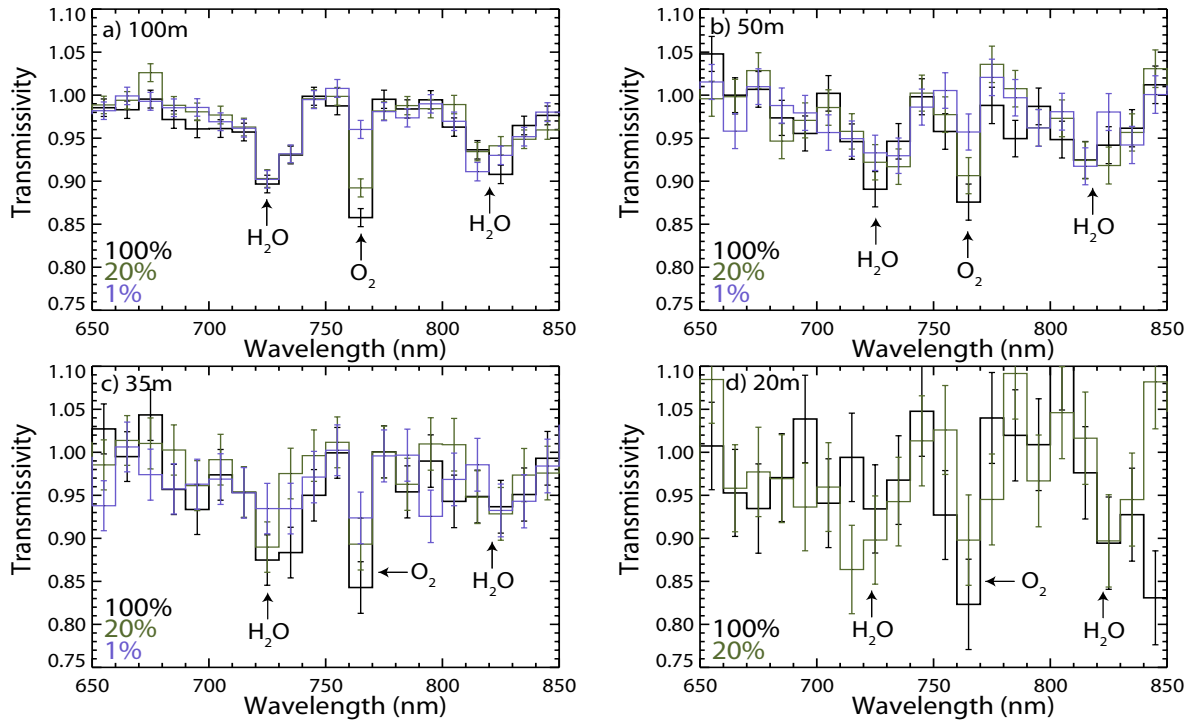 a) 100m
1.10
1.05
1.00
0.95
0.90
0.85
0.80
0.75
Transmissivity
H2O
O2
H2O
100%
20%
1%
650 700 750 800 850
Wavelength (nm)
b) 50m
1.10
1.05
1.00
0.95
0.90
0.85
0.80
0.75
Transmissivity
H2O
O2
H2O
100%
20%
1%
650 700 750 800 850
Wavelength (nm)
c) 35m
1.10
1.05
1.00
0.95
0.90
0.85
0.80
0.75
Transmissivity
O2
H2O
H2O
100%
20%
1%
650 700 750 800 850
Wavelength (nm)
d) 20m
1.10
1.05
1.00
0.95
0.90
0.85
0.80
0.75
Transmissivity
O2
H2O
H2O
100%
20%
650 700 750 800 850
Wavelength (nm)